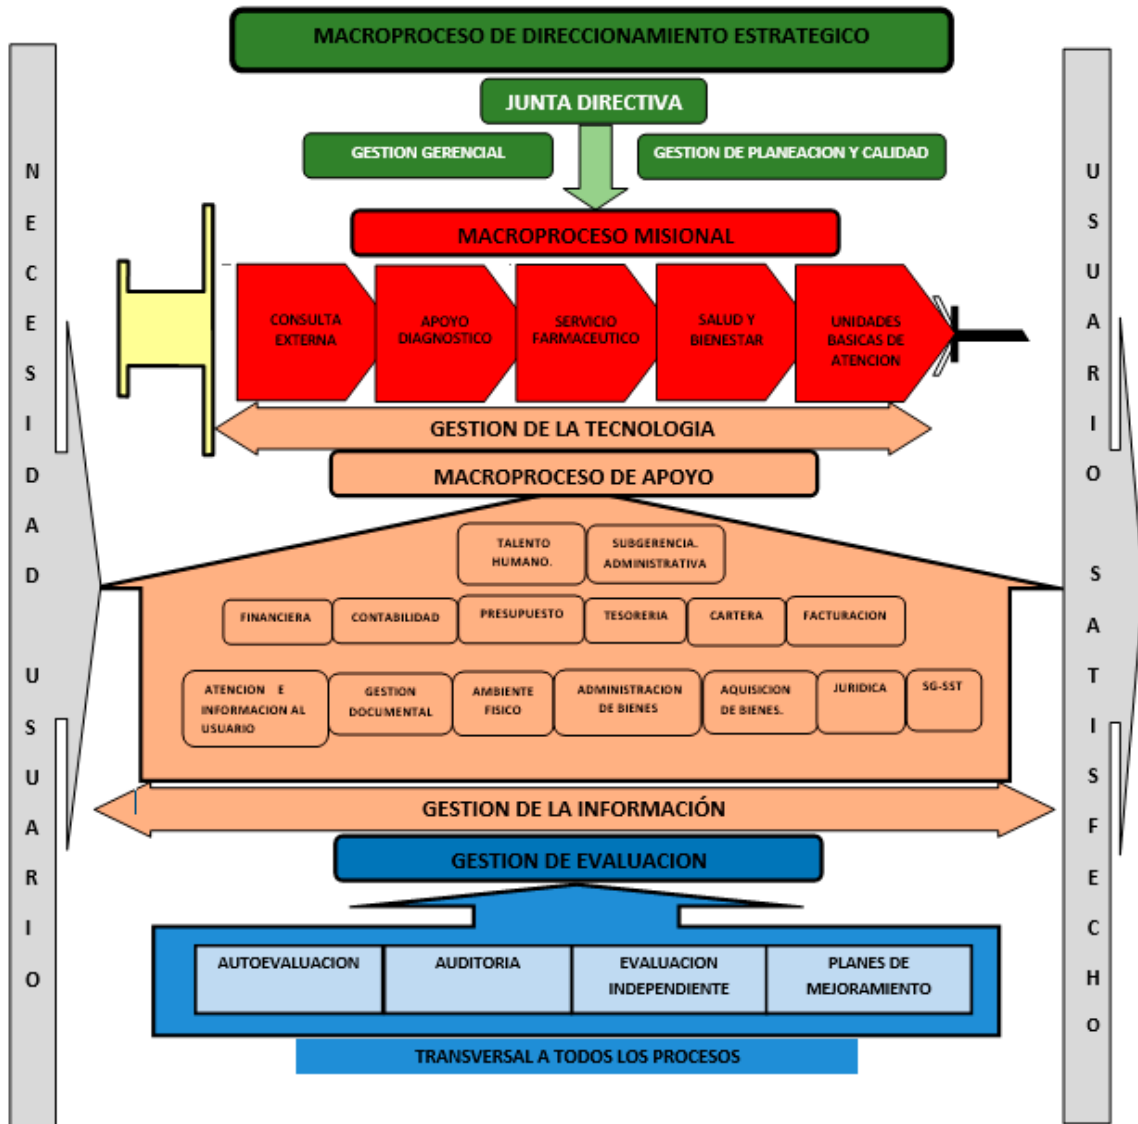 MACROPROCESO DE DIRECCIONAMIENTO ESTRATEGICO
JUNTA DIRECTIVA
GESTION GERENCIAL
GESTION DE PLANEACION Y CALIDAD
NECESIDAD USUARIO
USUARIO SATISFECHO
MACROPROCESO MISIONAL
CONSULTA
EXTERNA
APOYO
DIAGNOSTICO
SERVICIO
FARMACEUTICO
SALUD Y
BIENESTAR
UNIDADES
BASICAS DE
ATENCION
GESTION DE LA TECNOLOGIA
MACROPROCESO DE APOYO
TALENTO
HUMANO.
SUBGERENCIA.
ADMINISTRATIVA
FINANCIERA
CONTABILIDAD
PRESUPUESTO
TESORERIA
CARTERA
FACTURACION
ATENCION E
INFORMACION AL
USUARIO
GESTION
DOCUMENTAL
AMBIENTE
FISICO
ADMINISTRACION
DE BIENES
AQUISICION
DE BIENES.
JURIDICA
SG-SST
GESTION DE LA INFORMACIÓN
GESTION DE EVALUACION
AUTOEVALUACION
AUDITORIA
EVALUACION
INDEPENDIENTE
PLANES DE
MEJORAMIENTO
TRANSVERSAL A TODOS LOS PROCESOS